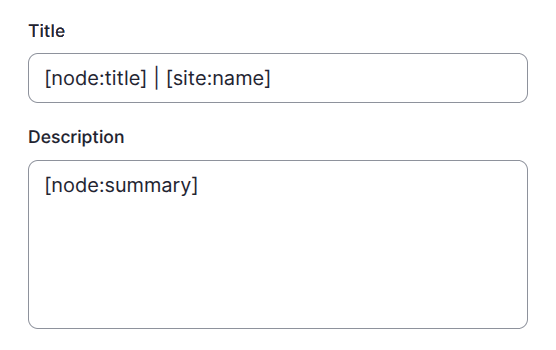 Title
[node:title] | [site:name]
Description
[node:summary]